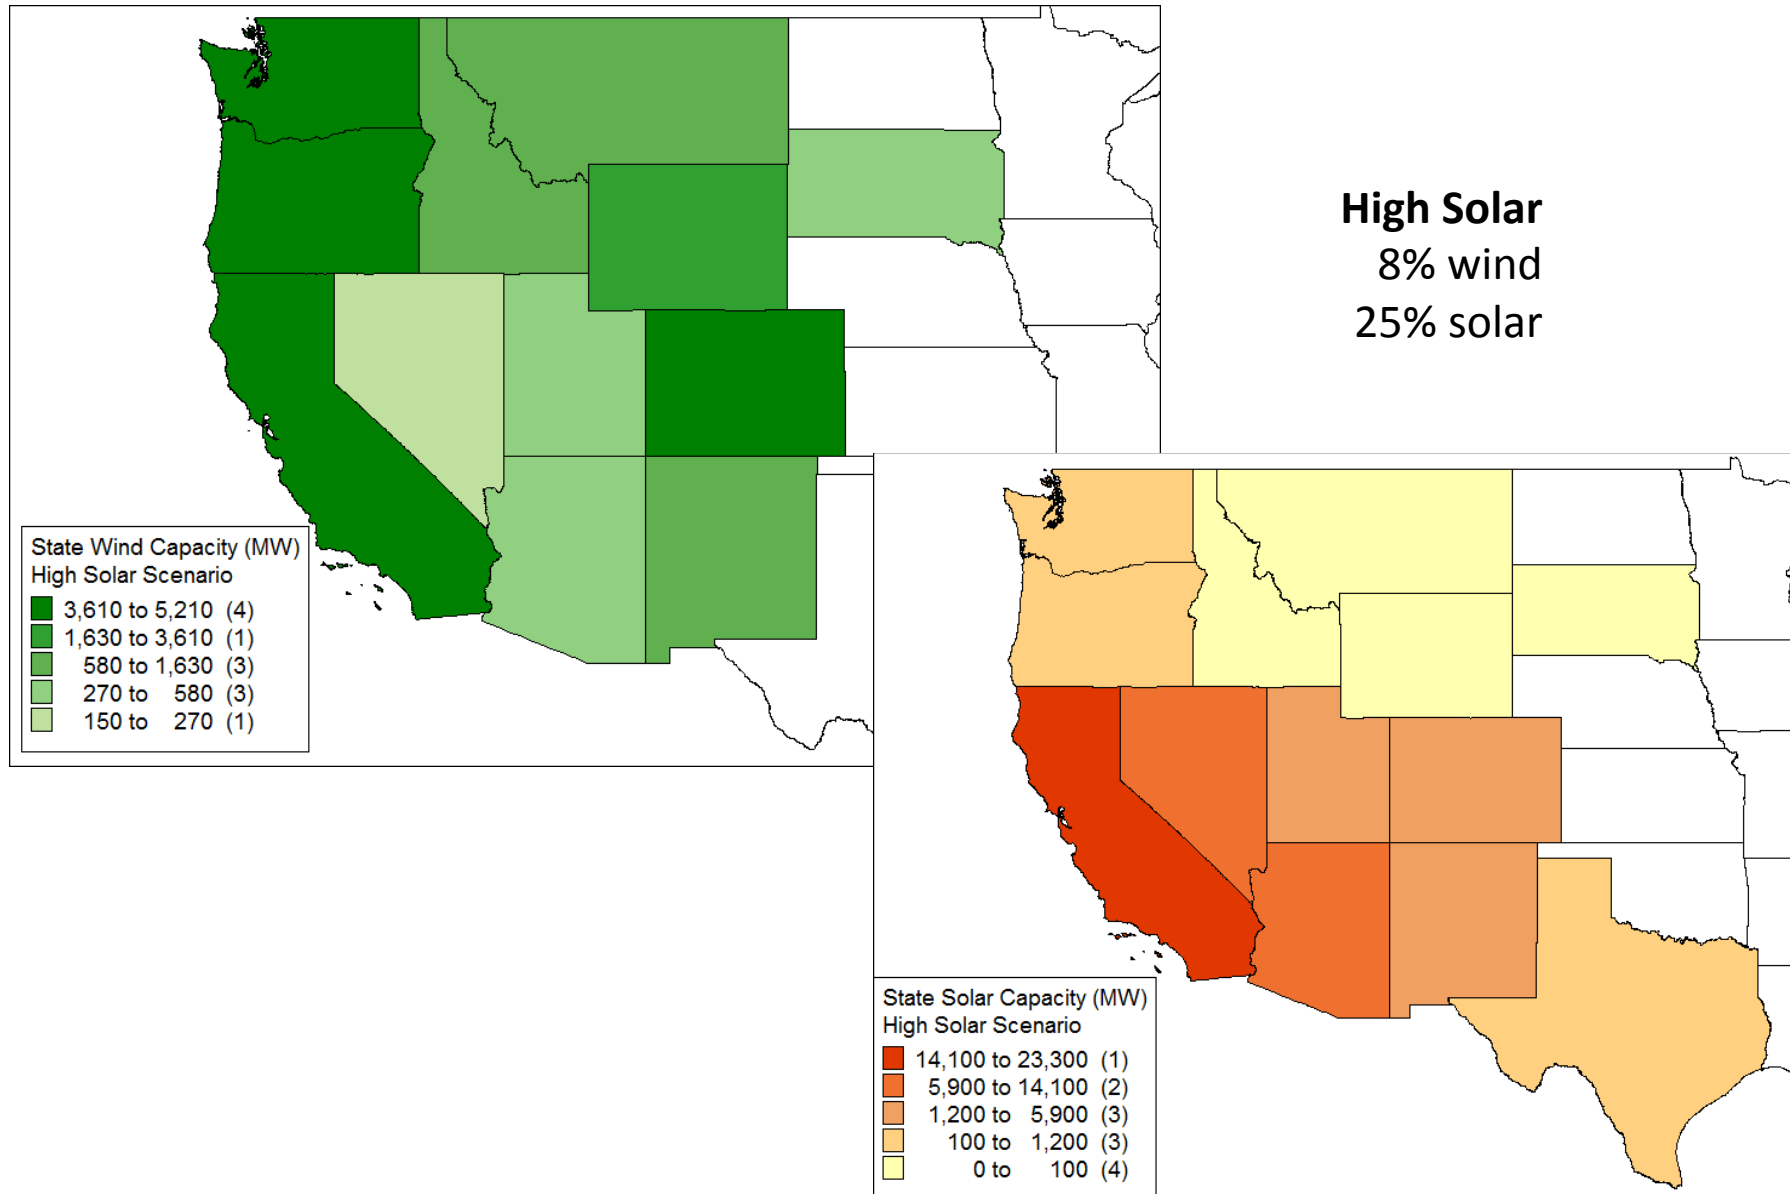 High Solar
8% wind
25% solar
State Wind Capacity (MW)
High Solar Scenario
3,610 to 5,210 (4)
1,630 to 3,610 (1)
580 to 1,630 (3)
270 to 580 (3)
150 to 270 (1)
State Solar Capacity (MW)
High Solar Scenario
14,100 to 23,300 (1)
5,900 to 14,100 (2)
1,200 to 5,900 (3)
100 to 1,200 (3)
0 to 100 (4)